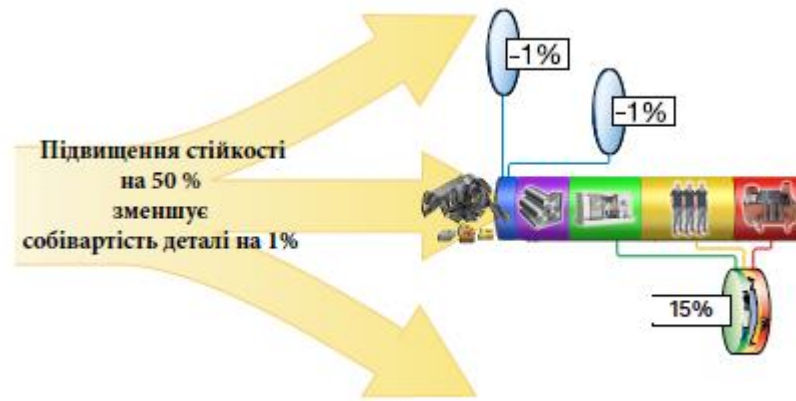 -1%
-1%
Підвищення стійкості
на 50 %
зменшує
собівартість деталі на 1%
15%